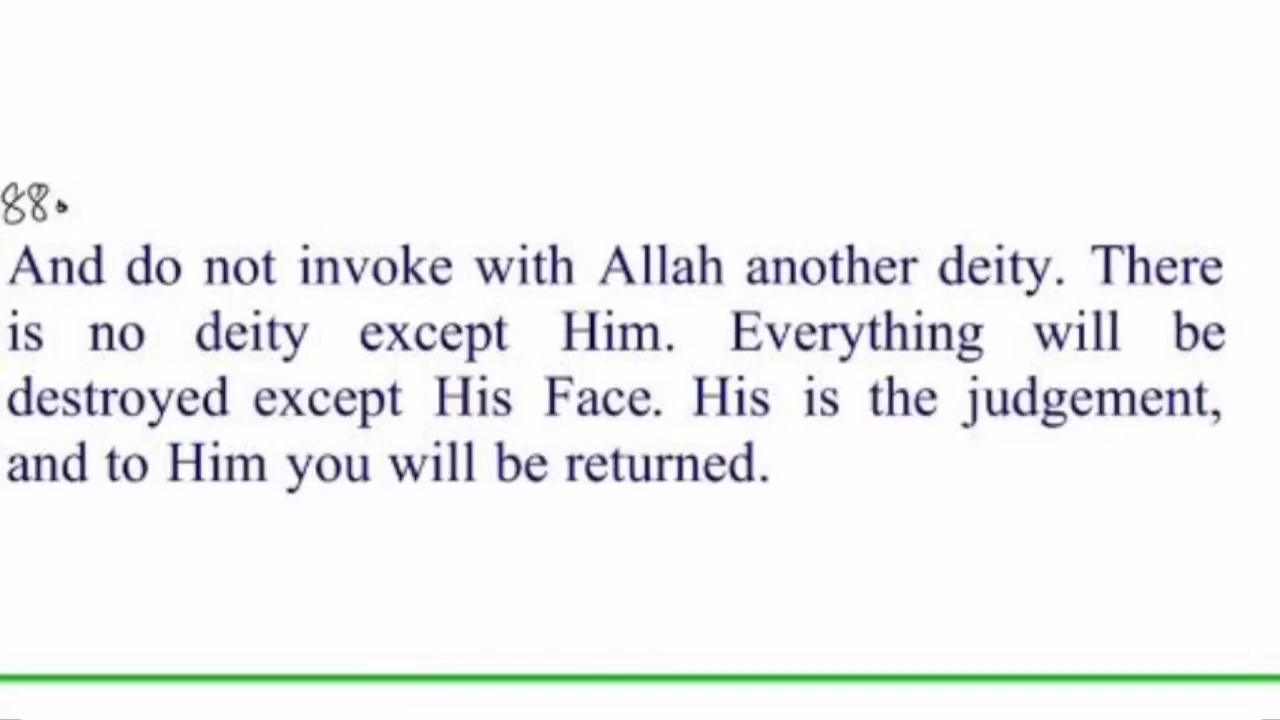 88.
And do not invoke with Allah another deity. There
is no deity except Him. Everything will be
destroyed except His Face. His is the judgement,
and to Him you will be returned.